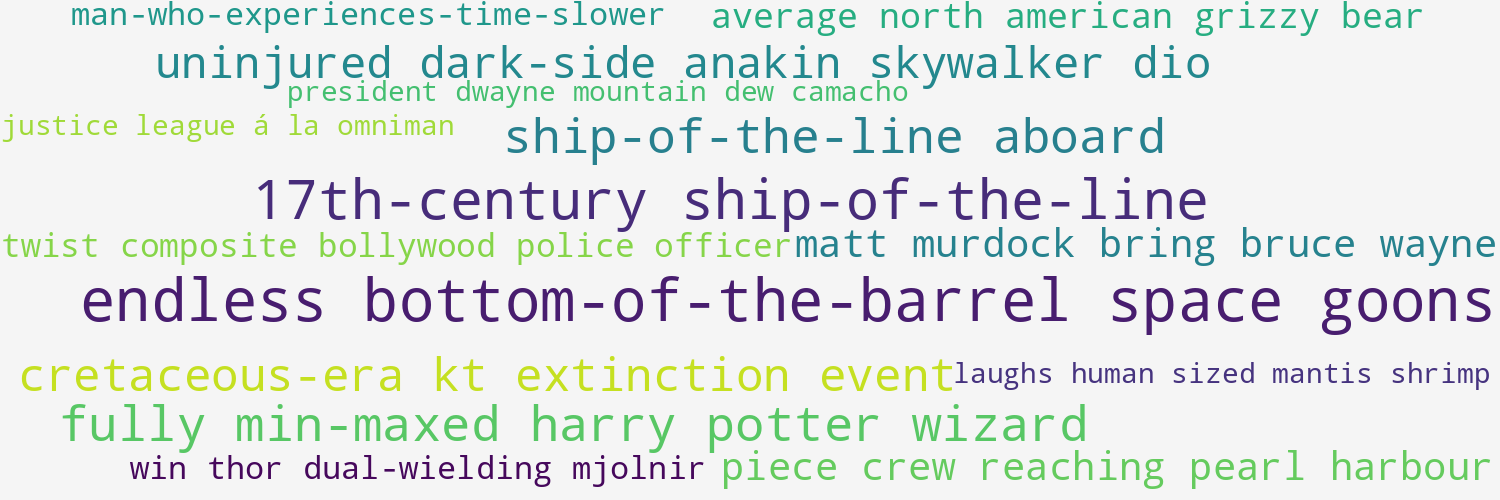 man-who-experiences-time-slower
average north american grizzy bear
uninjured dark-side anakin skywalker dio
president dwayne mountain dew camacho
justice league á la omniman
ship-of-the-line aboard
17th-century ship-of-the-line
twist composite bollywood police officer
matt murdock bring bruce wayne
endless bottom-of-the-barrel space goons
cretaceous-era kt extinction event
laughs human sized mantis shrimp
fully min-maxed harry potter wizard
win thor dual-wielding mjolnir
piece crew reaching pearl harbour